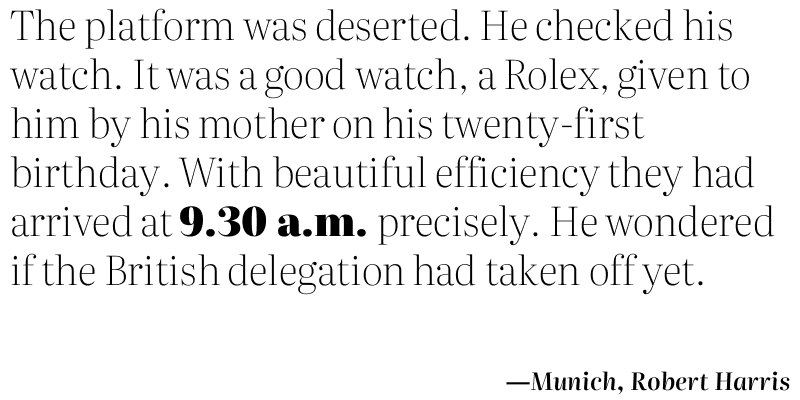 The platform was deserted. He checked his
watch. It was a good watch, a Rolex, given to
him by his mother on his twenty-first
birthday. With beautiful efficiency they had
arrived at 9.30 a.m. precisely. He wondered
if the British delegation had taken off yet.
—Munich, Robert Harris